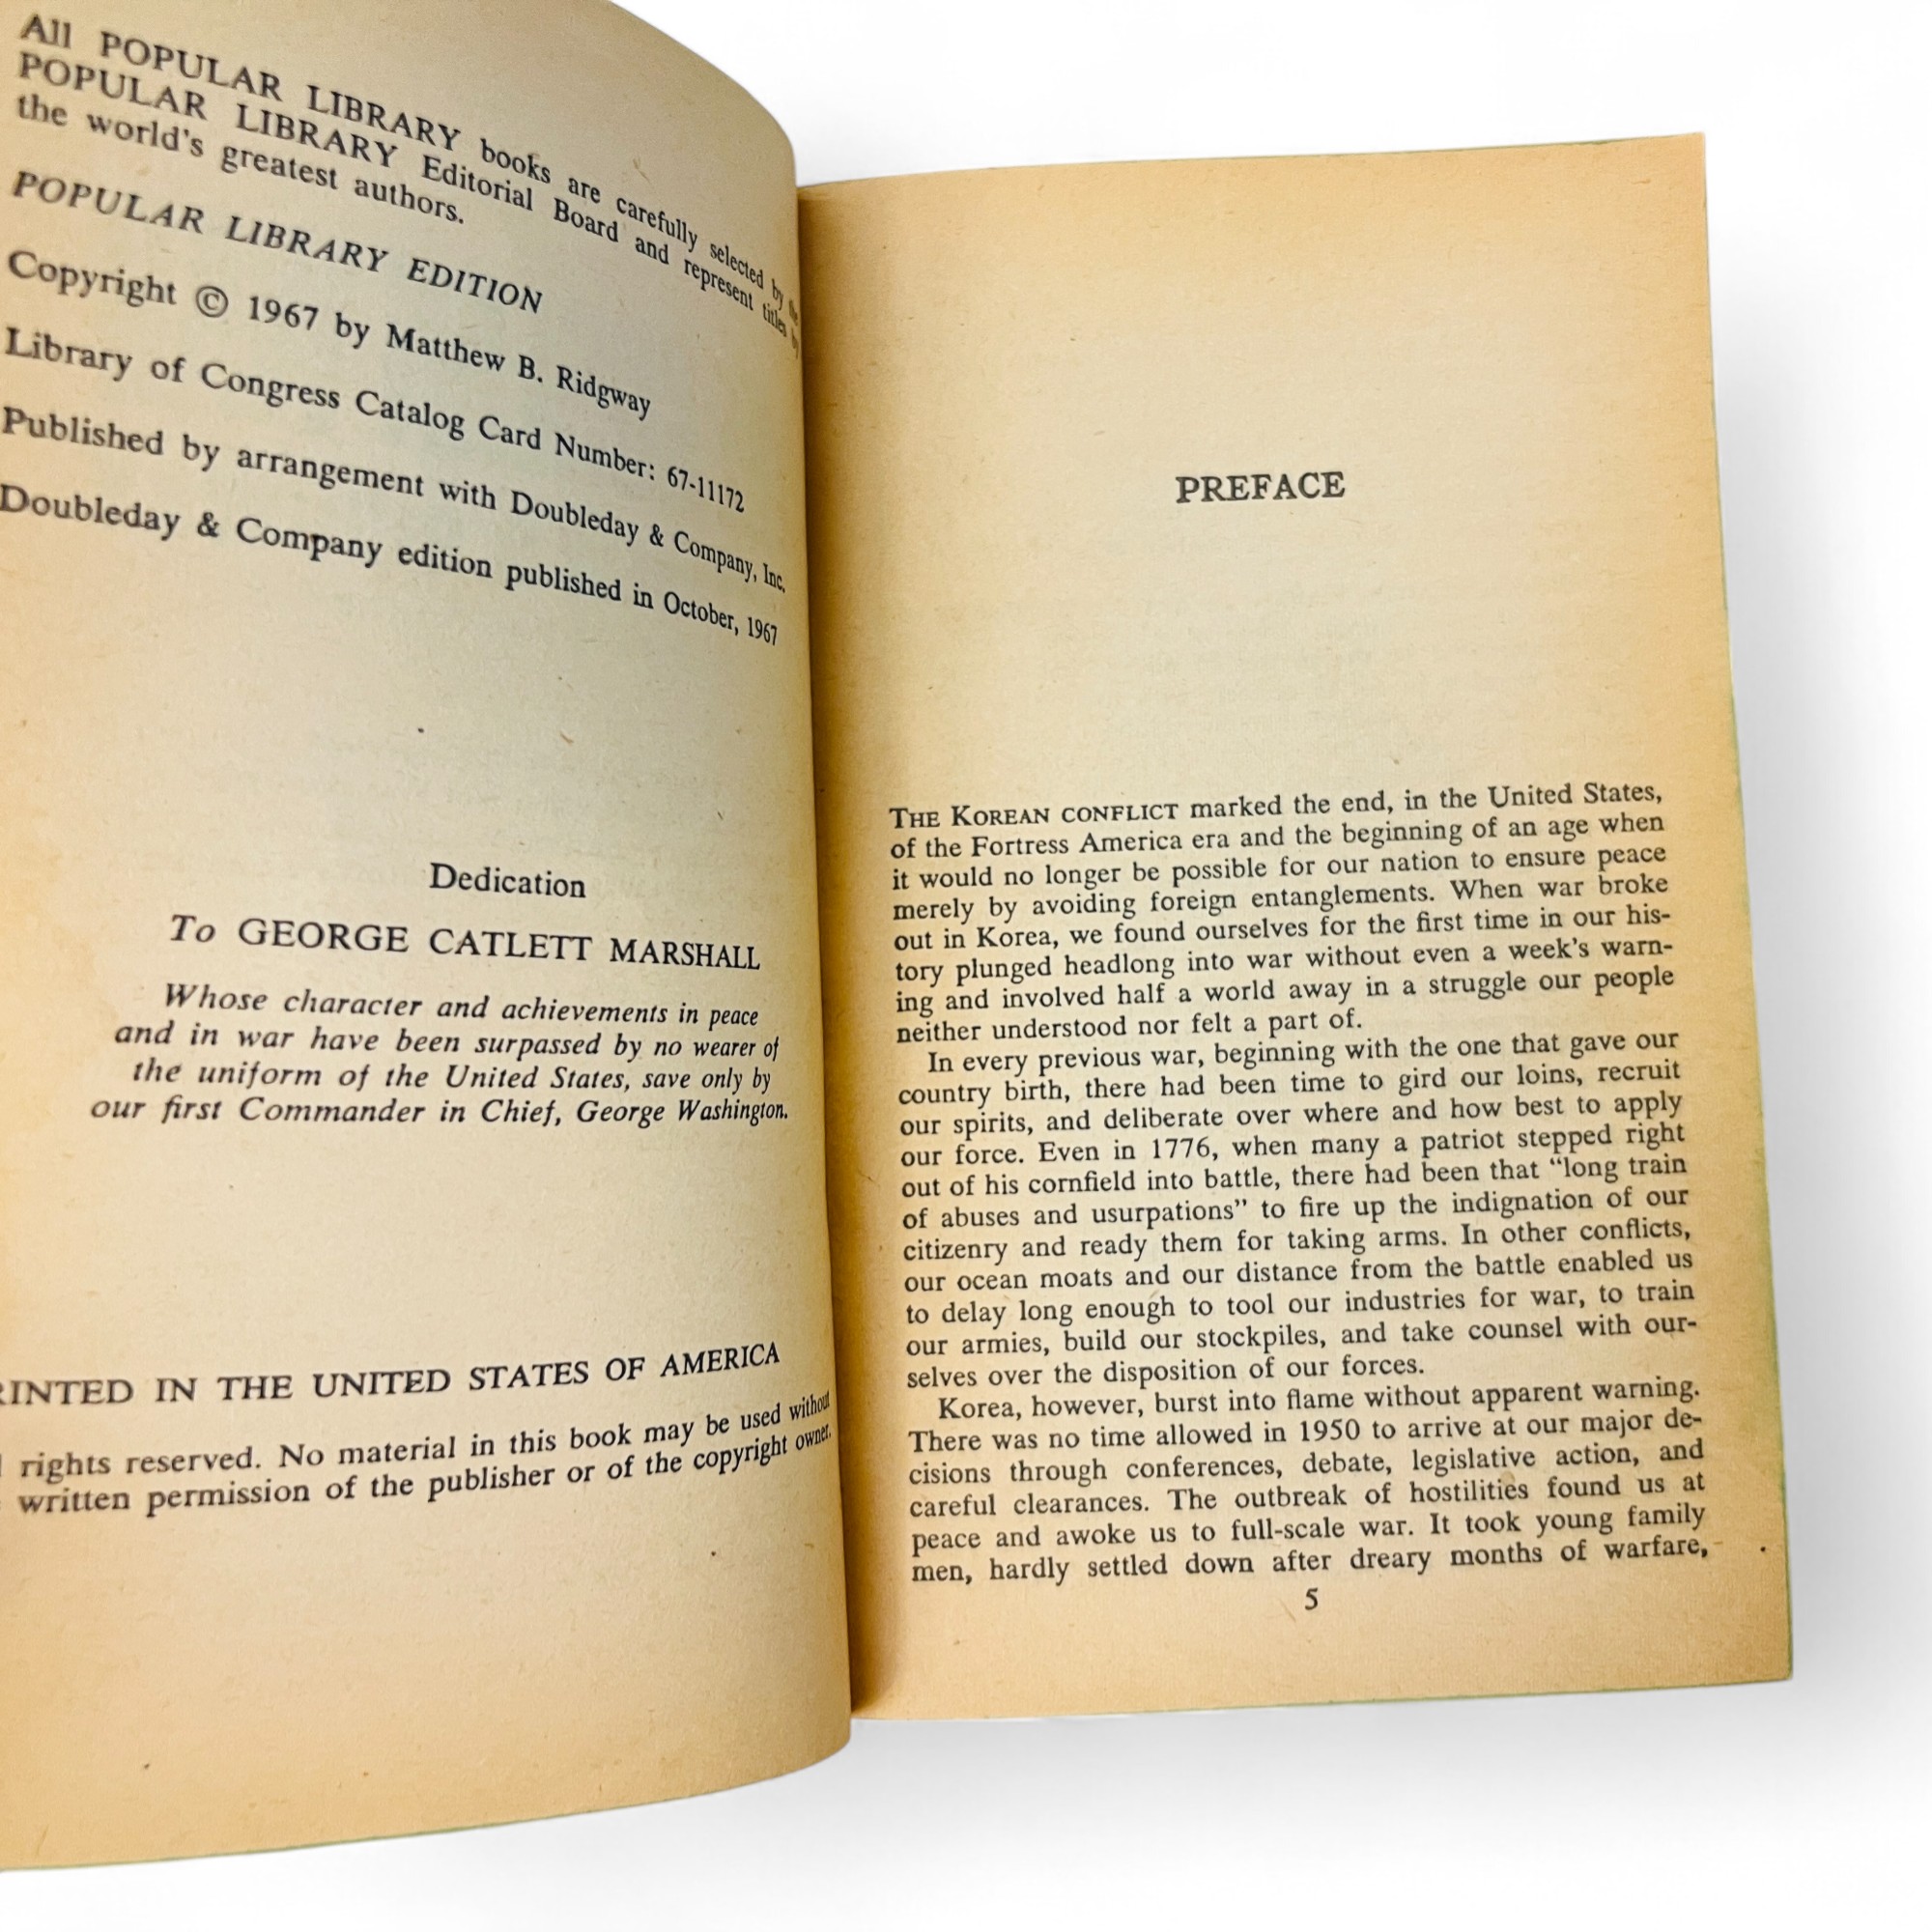 All POPULAR LIBRARY books are carefully selected by the
POPULAR LIBRARY Editorial Board and represent titles by
the world's greatest authors.
POPULAR LIBRARY EDITION
Copyright © 1967 by Matthew B. Ridgway
Library of Congress Catalog Card Number: 67-11172
Published by arrangement with Doubleday & Company, Inc.
Doubleday & Company edition published in October, 1967
Dedication
To GEORGE CATLETT MARSHALL
Whose character and achievements in peace
and in war have been surpassed by no wearer of
the uniform of the United States, save only by
our first Commander in Chief, George Washington.
RINTED IN THE UNITED STATES OF AMERICA
rights reserved. No material in this book may be used without
written permission of the publisher or of the copyright owner.
PREFACE
THE KOREAN CONFLICT marked the end, in the United States,
of the Fortress America era and the beginning of an age when
it would no longer be possible for our nation to ensure peace
merely by avoiding foreign entanglements. When war broke
out in Korea, we found ourselves for the first time in our his-
tory plunged headlong into war without even a week's warn-
ing and involved half a world away in a struggle our people
neither understood nor felt a part of.
In every previous war, beginning with the one that gave our
country birth, there had been time to gird our loins, recruit
our spirits, and deliberate over where and how best to apply
our force. Even in 1776, when many a patriot stepped right
out of his cornfield into battle, there had been that “long train
of abuses and usurpations” to fire up the indignation of our
citizenry and ready them for taking arms. In other conflicts,
our ocean moats and our distance from the battle enabled us
to delay long enough to tool our industries for war, to train
our armies, build our stockpiles, and take counsel with our-
selves over the disposition of our forces.
Korea, however, burst into flame without apparent warning.
There was no time allowed in 1950 to arrive at our major de-
cisions through conferences, debate, legislative action, and
careful clearances. The outbreak of hostilities found us at
peace and awoke us to full-scale war. It took young family
men, hardly settled down after dreary months of warfare,
5